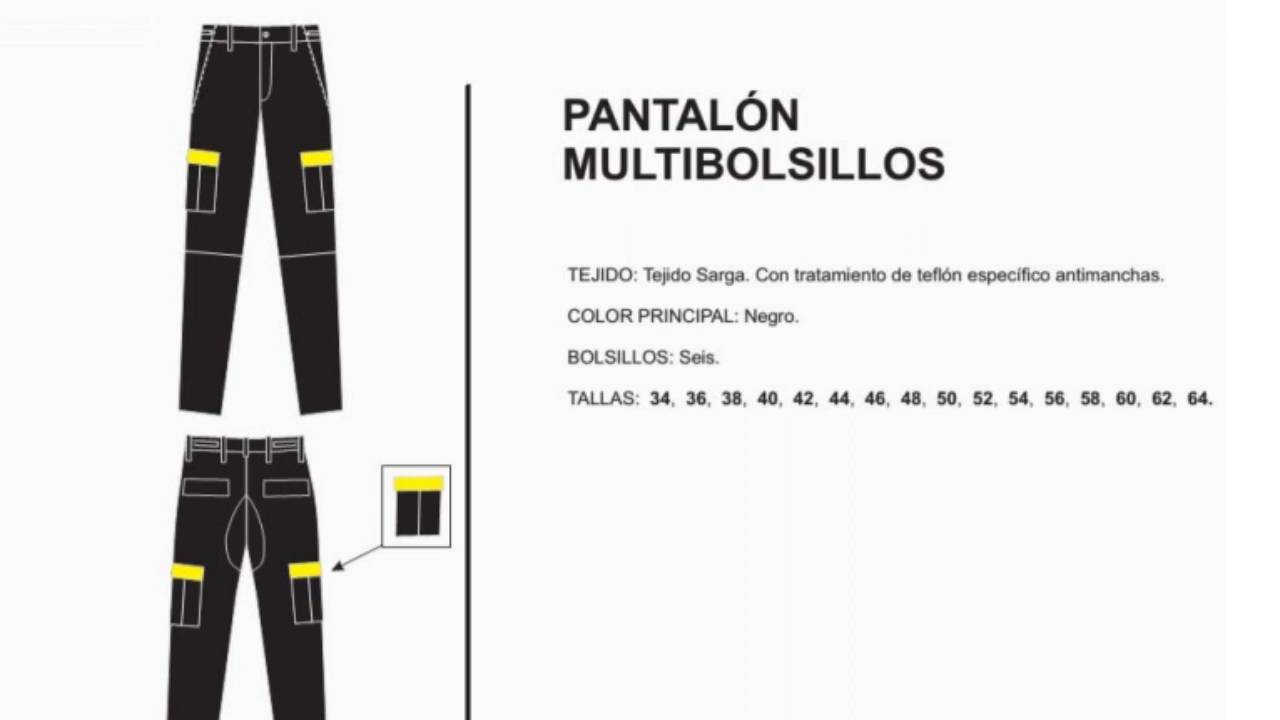 PANTALÓN
MULTIBOLSILLOS
TEJIDO: Tejido Sarga. Con tratamiento de teflón específico antimanchas.
COLOR PRINCIPAL: Negro.
BOLSILLOS: Seis.
TALLAS: 34, 36, 38, 40, 42, 44, 46, 48, 50, 52, 54, 56, 58, 60, 62, 64.